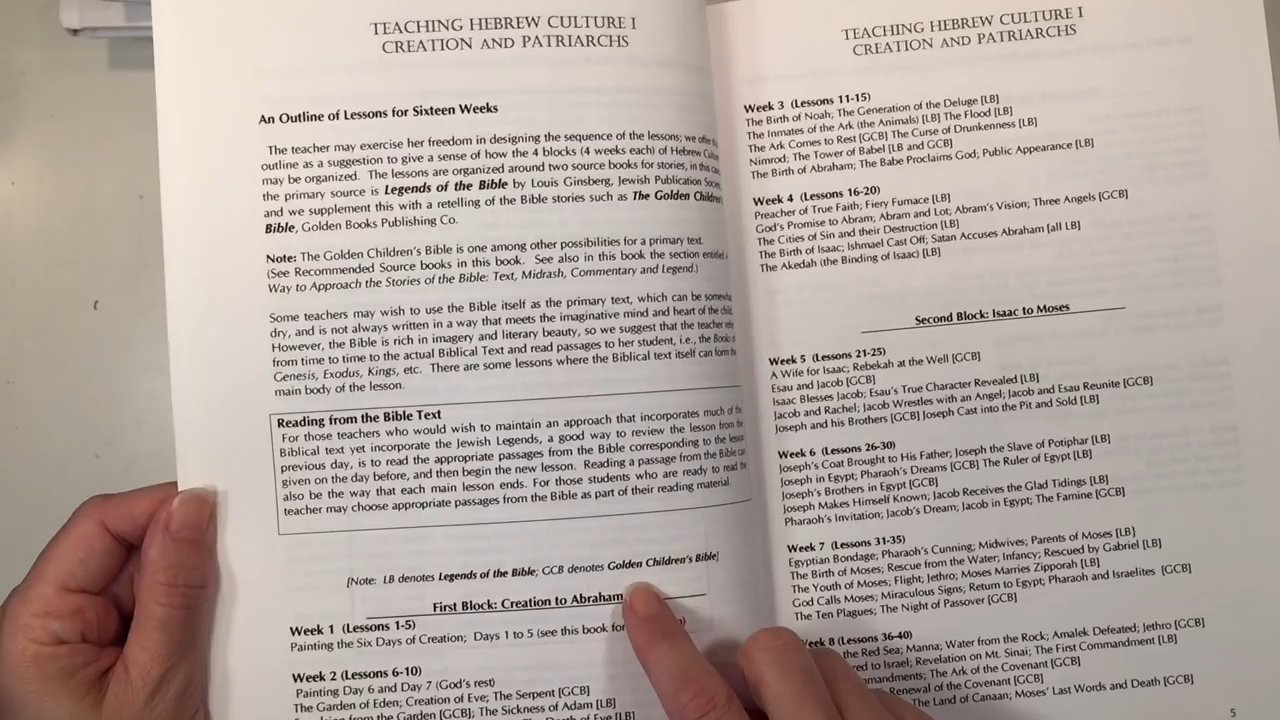 TEACHING HEBREW CULTURE I
CREATION AND PATRIARCHS
An Outline of Lessons for Sixteen Weeks
The teacher may exercise her freedom in designing the sequence of the lessons; we offer
outline as a suggestion to give a sense of how the 4 blocks (4 weeks each) of Hebrew
may be organized. The lessons are organized around two source books for stories, in this
the primary source is Legends of the Bible by Louis Ginsberg, Jewish Publication
and we supplement this with a retelling of the Bible stories such as The Golden
Bible, Golden Books Publishing Co.
Note: The Golden Children's Bible is one among other possibilities for a primary text.
(See Recommended Source books in this book. See also in this book the section entitled
Way to Approach the Stories of the Bible: Text, Midrash, Commentary and Legend.)
Some teachers may wish to use the Bible itself as the primary text, which can be
dry, and is not always written in a way that meets the imaginative mind and heart of the
However, the Bible is rich in imagery and literary beauty, so we suggest that the teacher
from time to time to the actual Biblical Text and read passages to her student, i.e., the Books
Genesis, Exodus, Kings, etc. There are some lessons where the Biblical text itself can form the
main body of the lesson.
Reading from the Bible Text
For those teachers who would wish to maintain an approach that incorporates much of the
Biblical text yet incorporate the Jewish Legends, a good way to review the lesson from the
previous day, is to read the appropriate passages from the Bible corresponding to the lesson
given on the day before, and then begin the new lesson. Reading a passage from the Bible can
also be the way that each main lesson ends. For those students who are ready to read the
teacher may choose appropriate passages from the Bible as part of their reading material.
[Note: LB denotes Legends of the Bible; GCB denotes Golden Children's Bible]
First Block: Creation to Abraham
Week 1 (Lessons 1-5)
Painting the Six Days of Creation; Days 1 to 5 (see this book for
Week 2 (Lessons 6-10)
Painting Day 6 and Day 7 (God's rest)
The Garden of Eden; Creation of Eve; The Serpent [GCB]
from the Garden [GCB]; The Sickness of Adam [LB]
of Eve [LB]
TEACHING HEBREW CULTURE I
CREATION AND PATRIARCHS
Week 3 (Lessons 11-15)
The Birth of Noah; The Generation of the Deluge [LB]
The Inmates of the Ark (the Animals) [LB] The Flood [LB]
The Ark Comes to Rest [GCB] The Curse of Drunkenness [LB]
Nimrod; The Tower of Babel [LB and GCB]
The Birth of Abraham; The Babe Proclaims God; Public Appearance [LB]
Week 4 (Lessons 16-20)
Preacher of True Faith; Fiery Furnace [LB]
God's Promise to Abram; Abram and Lot; Abram's Vision; Three Angels [GCB]
The Cities of Sin and their Destruction [LB]
The Birth of Isaac; Ishmael Cast Off; Satan Accuses Abraham [all LB]
The Akedah (the Binding of Isaac) [LB]
Second Block: Isaac to Moses
Week 5 (Lessons 21-25)
A Wife for Isaac; Rebekah at the Well [GCB]
Esau and Jacob [GCB]
Isaac Blesses Jacob; Esau's True Character Revealed [LB]
Jacob and Rachel; Jacob Wrestles with an Angel; Jacob and Esau Reunite [GCB]
Joseph and his Brothers [GCB] Joseph Cast into the Pit and Sold [LB]
Week 6 (Lessons 26-30)
Joseph's Coat Brought to His Father; Joseph the Slave of Potiphar [LB]
Joseph in Egypt; Pharaoh's Dreams [GCB] The Ruler of Egypt [LB]
Joseph's Brothers in Egypt [GCB]
Joseph Makes Himself Known; Jacob Receives the Glad Tidings [LB]
Pharaoh's Invitation; Jacob's Dream; Jacob in Egypt; The Famine [GCB]
Week 7 (Lessons 31-35)
Egyptian Bondage; Pharaoh's Cunning; Midwives; Parents of Moses [LB]
The Birth of Moses; Rescue from the Water; Infancy; Rescued by Gabriel [LB]
The Youth of Moses; Flight; Jethro; Moses Marries Zipporah [LB]
God Calls Moses; Miraculous Signs; Return to Egypt; Pharaoh and Israelites [GCB]
The Ten Plagues; The Night of Passover [GCB]
Week 8 (Lessons 36-40)
the Red Sea; Manna; Water from the Rock; Amalek Defeated; Jethro [GCB]
to Israel; Revelation on Mt. Sinai; The First Commandment [LB]
The Ark of the Covenant [GCB]
Renewal of the Covenant [GCB]
The Land of Canaan; Moses' Last Words and Death [GCB]
5